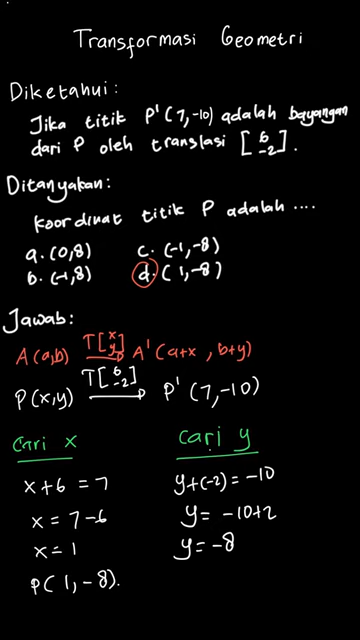 Transformasi Geometri
Diketahui:
Jika titik P'(7,-10) adalah bayangan
dari P oleh translasi [6 -2].
Ditanyakan:
Koordinat titik P adalah ....
a. (0,8) c. (-1,-8)
b. (-1,8) d. (1,-8)
Jawab:
A(a,b) T[x y] → A'(a+x, b+y)
P(x,y) T[6 -2] → P'(7,-10)
Cari x Cari y
x+6 = 7 y+(-2) = -10
x = 7-6 y = -10+2
x = 1 y = -8
P(1,-8).